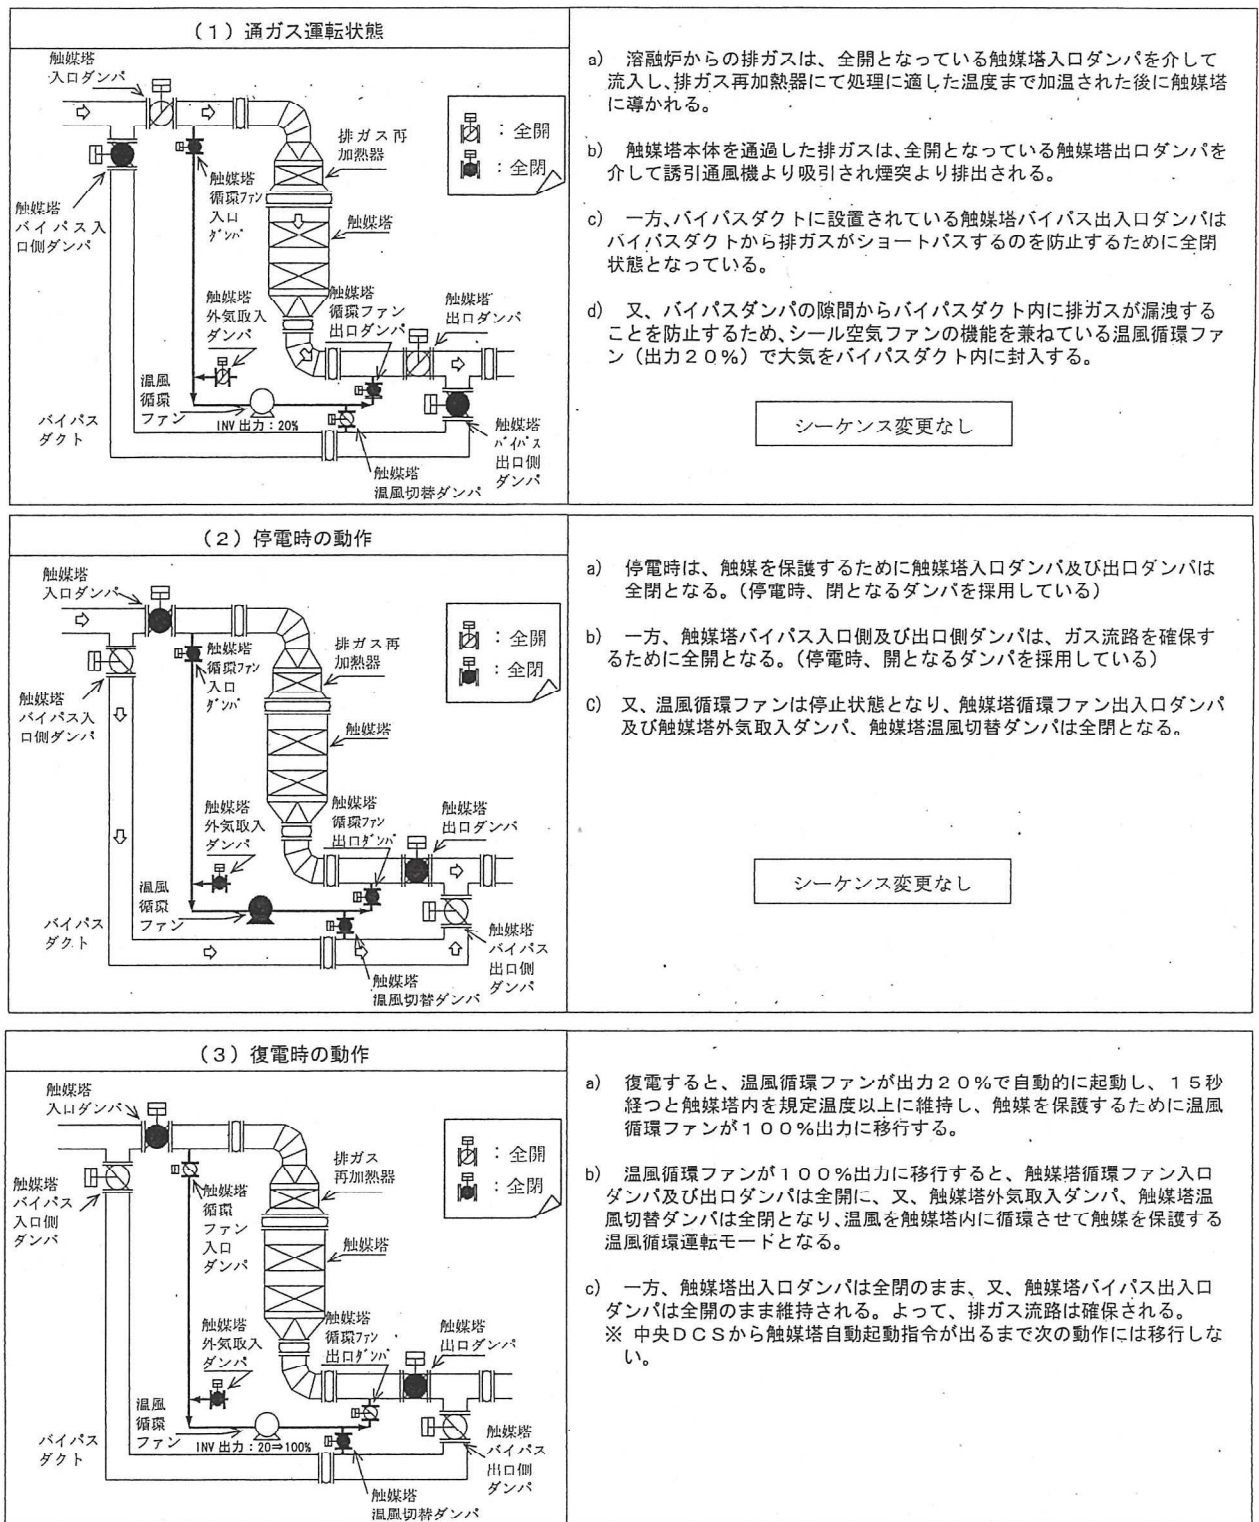 (1) 通ガス運転状態
触媒塔
入口ダンパ
：全開
：全閉
排ガス再
加熱器
触媒塔
循環ファン
入口
ダンパ
触媒塔
バイパス入
口側ダンパ
触媒塔
触媒塔
外気取入
ダンパ
触媒塔
循環ファン
出口ダンパ
触媒塔
出口ダンパ
温風
循環
ファン
INV 出力：20%
バイパス
ダクト
触媒塔
バイパス
出口側
ダンパ
触媒塔
温風切替ダンパ
a) 溶融炉からの排ガスは、全開となっている触媒塔入口ダンパを介して
流入し、排ガス再加熱器にて処理に適した温度まで加温された後に触媒塔
に導かれる。
b) 触媒塔本体を通過した排ガスは、全開となっている触媒塔出口ダンパを
介して誘引通風機より吸引され煙突より排出される。
c) 一方、バイパスダクトに設置されている触媒塔バイパス出入口ダンパは
バイパスダクトから排ガスがショートパスするのを防止するために全閉
状態となっている。
d) 又、バイパスダンパの隙間からバイパスダクト内に排ガスが漏洩する
ことを防止するため、シール空気ファンの機能を兼ねている温風循環ファ
ン（出力２０％）で大気をバイパスダクト内に封入する。
シーケンス変更なし
(2) 停電時の動作
触媒塔
入口ダンパ
：全開
：全閉
排ガス再
加熱器
触媒塔
循環ファン
入口
ダンパ
触媒塔
バイパス入
口側ダンパ
触媒塔
触媒塔
外気取入
ダンパ
触媒塔
循環ファン
出口ダンパ
触媒塔
出口ダンパ
温風
循環
ファン
バイパス
ダクト
触媒塔
バイパス
出口側
ダンパ
触媒塔
温風切替ダンパ
a) 停電時は、触媒を保護するために触媒塔入口ダンパ及び出口ダンパは
全閉となる。（停電時、閉となるダンパを採用している）
b) 一方、触媒塔バイパス入口側及び出口側ダンパは、ガス流路を確保す
るために全開となる。（停電時、開となるダンパを採用している）
C) 又、温風循環ファンは停止状態となり、触媒塔循環ファン出入口ダンパ
及び触媒塔外気取入ダンパ、触媒塔温風切替ダンパは全閉となる。
シーケンス変更なし
(3) 復電時の動作
触媒塔
入口ダンパ
：全開
：全閉
排ガス
再加熱器
触媒塔
バイパス
入口側
ダンパ
触媒塔
循環
ファン
入口
ダンパ
触媒塔
触媒塔
外気取入
ダンパ
触媒塔
循環ファン
出口ダンパ
触媒塔
出口ダンパ
温風
循環
ファン
INV 出力：20⇒100%
バイパス
ダクト
触媒塔
バイパス
出口側
ダンパ
触媒塔
温風切替ダンパ
a) 復電すると、温風循環ファンが出力２０％で自動的に起動し、１５秒
経つと触媒塔内を規定温度以上に維持し、触媒を保護するために温風
循環ファンが１００％出力に移行する。
b) 温風循環ファンが１００％出力に移行すると、触媒塔循環ファン入口
ダンパ及び出口ダンパは全開に、又、触媒塔外気取入ダンパ、触媒塔温
風切替ダンパは全閉となり、温風を触媒塔内に循環させて触媒を保護する
温風循環運転モードとなる。
c) 一方、触媒塔出入口ダンパは全閉のまま、又、触媒塔バイパス出入口
ダンパは全開のまま維持される。よって、排ガス流路は確保される。
※ 中央ＤＣＳから触媒塔自動起動指令が出るまで次の動作には移行しな
い。